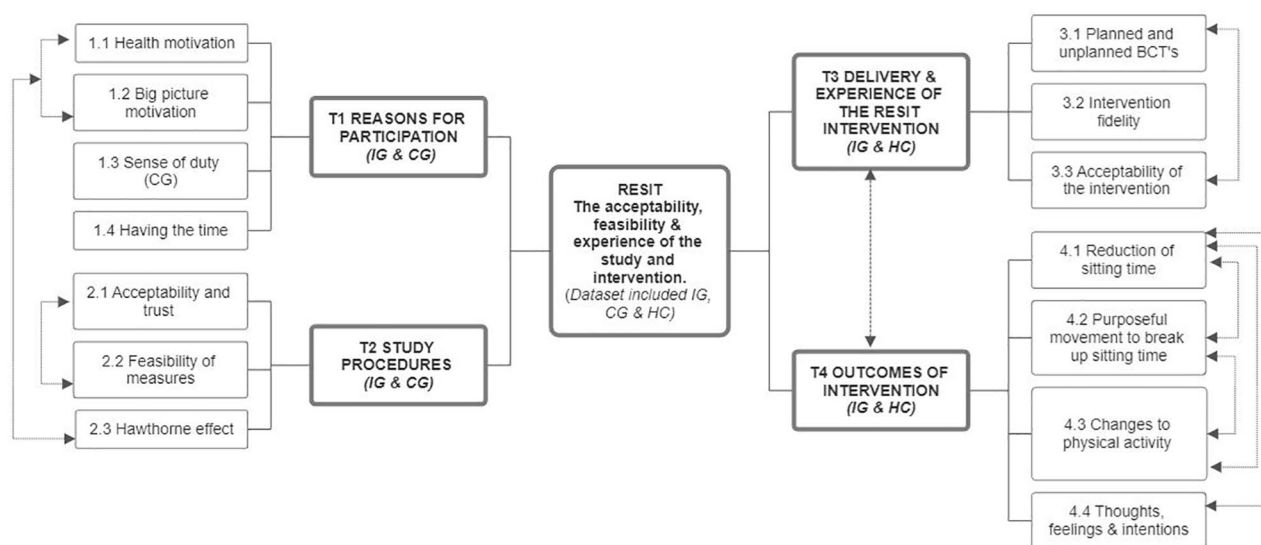 1.1 Health motivation
1.2 Big picture
motivation
1.3 Sense of duty
(CG)
1.4 Having the time
T1 REASONS FOR
PARTICIPATION
(IG & CG)
2.1 Acceptability and
trust
2.2 Feasibility of
measures
2.3 Hawthorne effect
T2 STUDY
PROCEDURES
(IG & CG)
RESIT
The acceptability,
feasibility &
experience of the
study and
intervention.
(Dataset included IG,
CG & HC)
T3 DELIVERY &
EXPERIENCE OF
THE RESIT
INTERVENTION
(IG & HC)
3.1 Planned and
unplanned BCT's
3.2 Intervention
fidelity
3.3 Acceptability of
the intervention
T4 OUTCOMES OF
INTERVENTION
(IG & HC)
4.1 Reduction of
sitting time
4.2 Purposeful
movement to break
up sitting time
4.3 Changes to
physical activity
4.4 Thoughts,
feelings & intentions